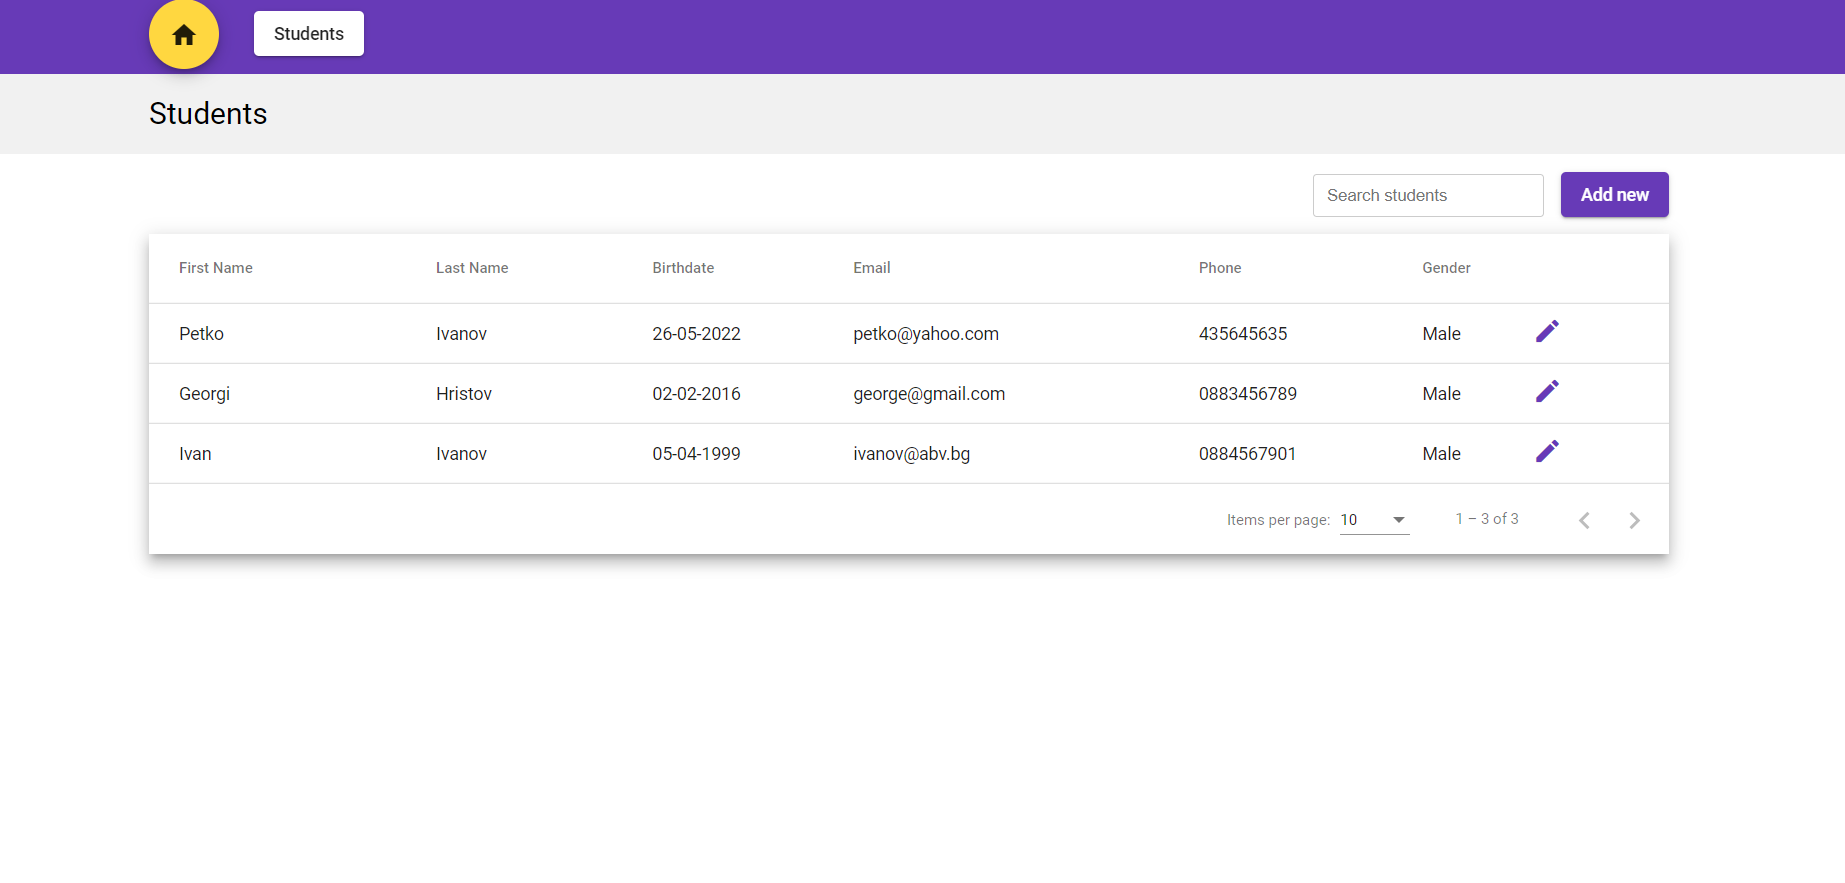 Students
Students
Search students Add new
First Name Last Name Birthdate Email Phone Gender
Petko Ivanov 26-05-2022 petko@yahoo.com 435645635 Male
Georgi Hristov 02-02-2016 george@gmail.com 0883456789 Male
Ivan Ivanov 05-04-1999 ivanov@abv.bg 0884567901 Male
Items per page: 10 1 – 3 of 3